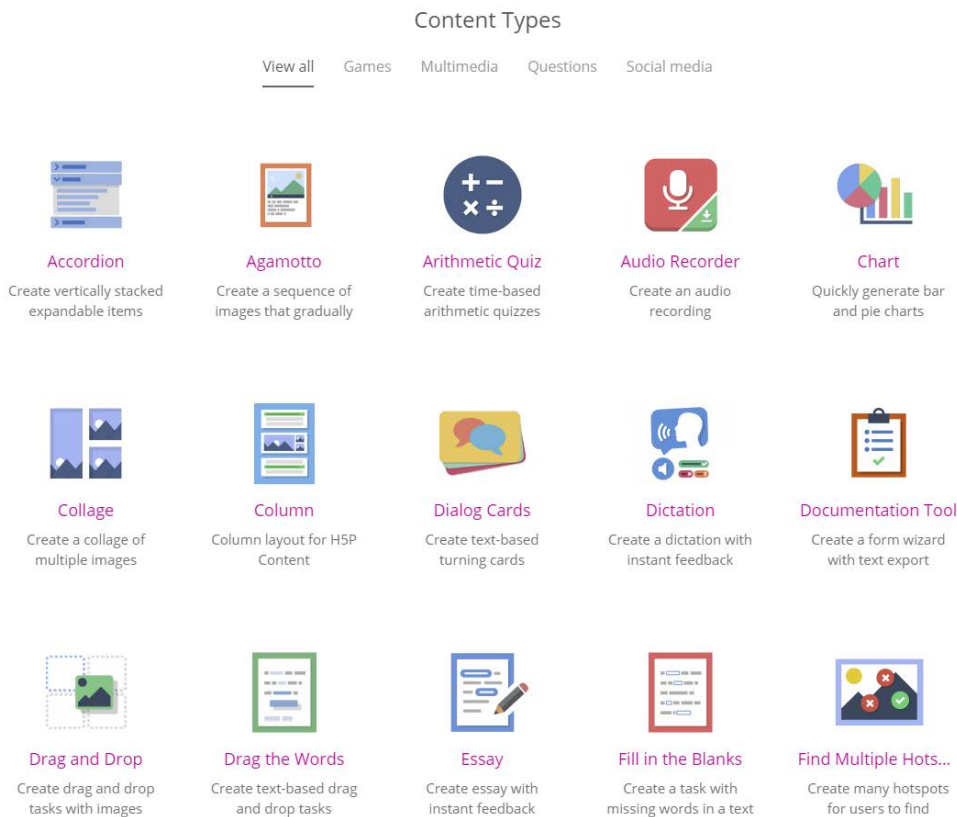 Content Types
View all Games Multimedia Questions Social media
Accordion
Create vertically stacked
expandable items
Agamotto
Create a sequence of
images that gradually
Arithmetic Quiz
Create time-based
arithmetic quizzes
Audio Recorder
Create an audio
recording
Chart
Quickly generate bar
and pie charts
Collage
Create a collage of
multiple images
Column
Column layout for H5P
Content
Dialog Cards
Create text-based
turning cards
Dictation
Create a dictation with
instant feedback
Documentation Tool
Create a form wizard
with text export
Drag and Drop
Create drag and drop
tasks with images
Drag the Words
Create text-based drag
and drop tasks
Essay
Create essay with
instant feedback
Fill in the Blanks
Create a task with
missing words in a text
Find Multiple Hots...
Create many hotspots
for users to find